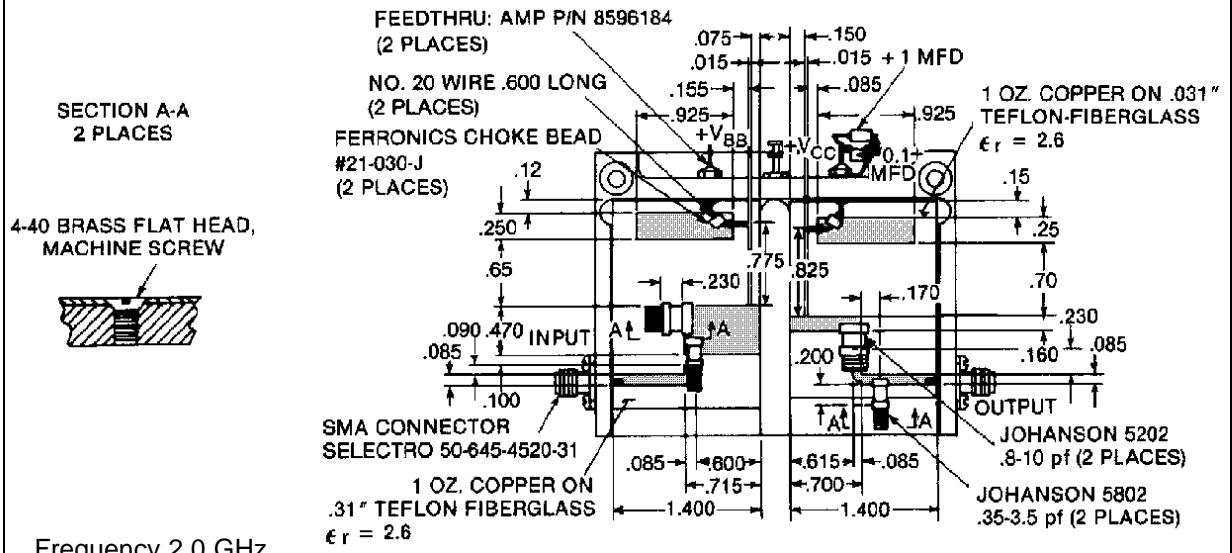 FEEDTHRU: AMP P/N 8596184
(2 PLACES)
NO. 20 WIRE .600 LONG
(2 PLACES)
FERRONICS CHOKE BEAD
#21-030-J
(2 PLACES)
SECTION A-A
2 PLACES
4-40 BRASS FLAT HEAD,
MACHINE SCREW
.075
.150
.015
.015
+ 1 MFD
.155
.085
.925
.925
1 OZ. COPPER ON .031"
TEFLON-FIBERGLASS
εr = 2.6
+VBB
+VCC
0.1+
MFD
.12
.15
.250
.25
.775
.825
.65
.70
.230
.170
.230
.090
.470
INPUT
A
A
.085
.200
.160
.085
.100
SMA CONNECTOR
SELECTRO 50-645-4520-31
A
A
OUTPUT
JOHANSON 5202
.8-10 pf (2 PLACES)
.085
.600
.615
.085
.715
.700
1 OZ. COPPER ON
.31" TEFLON FIBERGLASS
εr = 2.6
1.400
1.400
JOHANSON 5802
.35-3.5 pf (2 PLACES)
Frequency 2.0 GHz